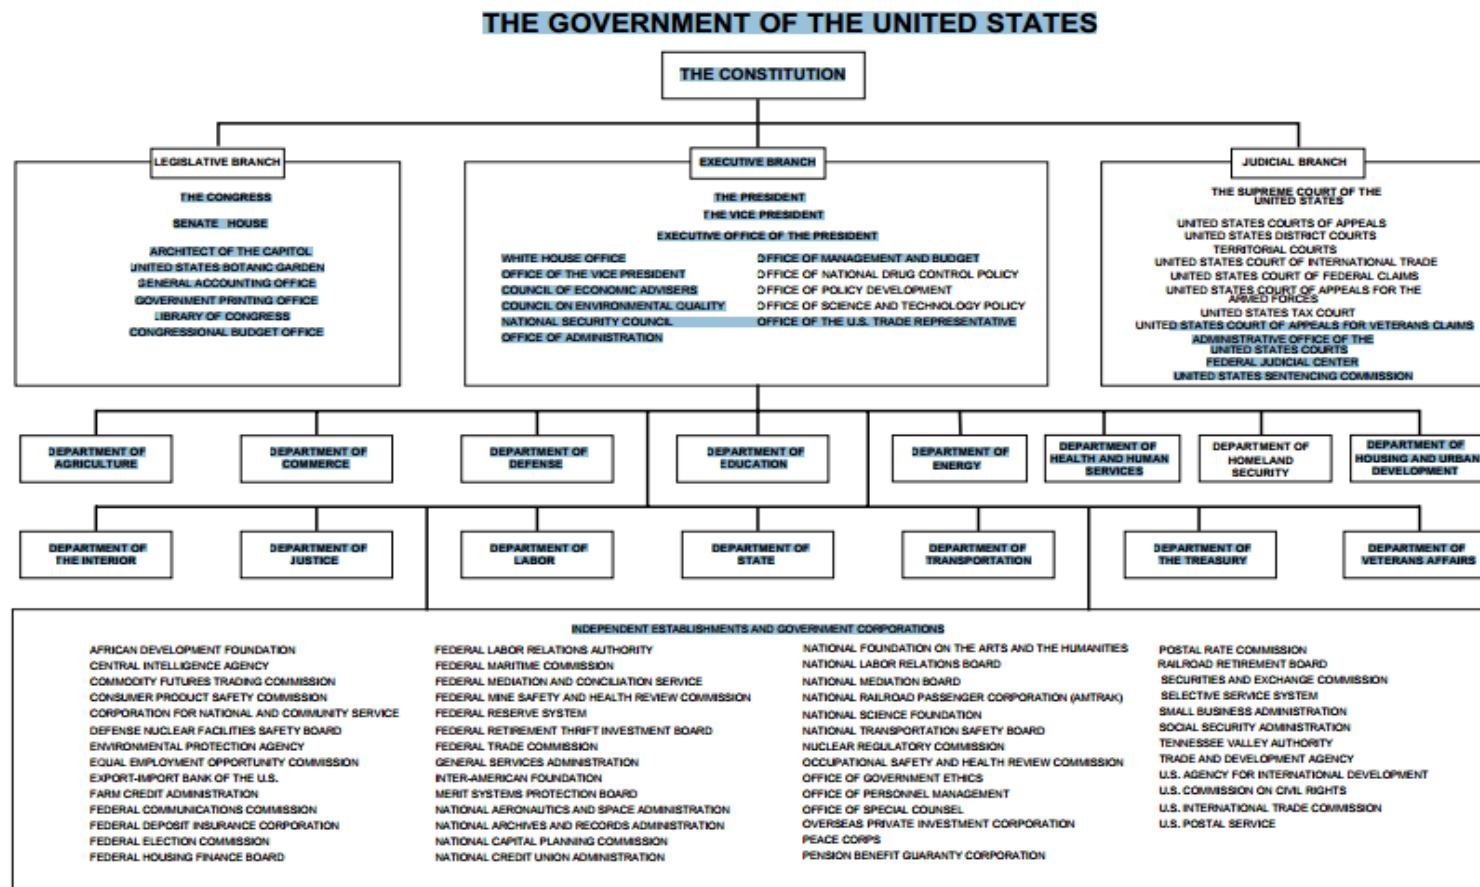 THE GOVERNMENT OF THE UNITED STATES
THE CONSTITUTION
LEGISLATIVE BRANCH
THE CONGRESS
SENATE HOUSE
ARCHITECT OF THE CAPITOL
UNITED STATES BOTANIC GARDEN
GENERAL ACCOUNTING OFFICE
GOVERNMENT PRINTING OFFICE
LIBRARY OF CONGRESS
CONGRESSIONAL BUDGET OFFICE
EXECUTIVE BRANCH
THE PRESIDENT
THE VICE PRESIDENT
EXECUTIVE OFFICE OF THE PRESIDENT
WHITE HOUSE OFFICE
OFFICE OF THE VICE PRESIDENT
COUNCIL OF ECONOMIC ADVISERS
COUNCIL ON ENVIRONMENTAL QUALITY
NATIONAL SECURITY COUNCIL
OFFICE OF ADMINISTRATION
OFFICE OF MANAGEMENT AND BUDGET
OFFICE OF NATIONAL DRUG CONTROL POLICY
OFFICE OF POLICY DEVELOPMENT
OFFICE OF SCIENCE AND TECHNOLOGY POLICY
OFFICE OF THE U.S. TRADE REPRESENTATIVE
JUDICIAL BRANCH
THE SUPREME COURT OF THE
UNITED STATES
UNITED STATES COURTS OF APPEALS
UNITED STATES DISTRICT COURTS
TERRITORIAL COURTS
UNITED STATES COURT OF INTERNATIONAL TRADE
UNITED STATES COURT OF FEDERAL CLAIMS
UNITED STATES COURT OF APPEALS FOR THE
ARMED FORCES
UNITED STATES TAX COURT
UNITED STATES COURT OF APPEALS FOR VETERANS CLAIMS
ADMINISTRATIVE OFFICE OF THE
UNITED STATES COURTS
FEDERAL JUDICIAL CENTER
UNITED STATES SENTENCING COMMISSION
DEPARTMENT OF
AGRICULTURE
DEPARTMENT OF
COMMERCE
DEPARTMENT OF
DEFENSE
DEPARTMENT OF
EDUCATION
DEPARTMENT OF
ENERGY
DEPARTMENT OF
HEALTH AND HUMAN
SERVICES
DEPARTMENT OF
HOMELAND
SECURITY
DEPARTMENT OF
HOUSING AND URBAN
DEVELOPMENT
DEPARTMENT OF
THE INTERIOR
DEPARTMENT OF
JUSTICE
DEPARTMENT OF
LABOR
DEPARTMENT OF
STATE
DEPARTMENT OF
TRANSPORTATION
DEPARTMENT OF
THE TREASURY
DEPARTMENT OF
VETERANS AFFAIRS
INDEPENDENT ESTABLISHMENTS AND GOVERNMENT CORPORATIONS
AFRICAN DEVELOPMENT FOUNDATION
CENTRAL INTELLIGENCE AGENCY
COMMODITY FUTURES TRADING COMMISSION
CONSUMER PRODUCT SAFETY COMMISSION
CORPORATION FOR NATIONAL AND COMMUNITY SERVICE
DEFENSE NUCLEAR FACILITIES SAFETY BOARD
ENVIRONMENTAL PROTECTION AGENCY
EQUAL EMPLOYMENT OPPORTUNITY COMMISSION
EXPORT-IMPORT BANK OF THE U.S.
FARM CREDIT ADMINISTRATION
FEDERAL COMMUNICATIONS COMMISSION
FEDERAL DEPOSIT INSURANCE CORPORATION
FEDERAL ELECTION COMMISSION
FEDERAL HOUSING FINANCE BOARD
FEDERAL LABOR RELATIONS AUTHORITY
FEDERAL MARITIME COMMISSION
FEDERAL MEDIATION AND CONCILIATION SERVICE
FEDERAL MINE SAFETY AND HEALTH REVIEW COMMISSION
FEDERAL RESERVE SYSTEM
FEDERAL RETIREMENT THRIFT INVESTMENT BOARD
FEDERAL TRADE COMMISSION
GENERAL SERVICES ADMINISTRATION
INTER-AMERICAN FOUNDATION
MERIT SYSTEMS PROTECTION BOARD
NATIONAL AERONAUTICS AND SPACE ADMINISTRATION
NATIONAL ARCHIVES AND RECORDS ADMINISTRATION
NATIONAL CAPITAL PLANNING COMMISSION
NATIONAL CREDIT UNION ADMINISTRATION
NATIONAL FOUNDATION ON THE ARTS AND THE HUMANITIES
NATIONAL LABOR RELATIONS BOARD
NATIONAL MEDIATION BOARD
NATIONAL RAILROAD PASSENGER CORPORATION (AMTRAK)
NATIONAL SCIENCE FOUNDATION
NATIONAL TRANSPORTATION SAFETY BOARD
NUCLEAR REGULATORY COMMISSION
OCCUPATIONAL SAFETY AND HEALTH REVIEW COMMISSION
OFFICE OF GOVERNMENT ETHICS
OFFICE OF PERSONNEL MANAGEMENT
OFFICE OF SPECIAL COUNSEL
OVERSEAS PRIVATE INVESTMENT CORPORATION
PEACE CORPS
PENSION BENEFIT GUARANTY CORPORATION
POSTAL RATE COMMISSION
RAILROAD RETIREMENT BOARD
SECURITIES AND EXCHANGE COMMISSION
SELECTIVE SERVICE SYSTEM
SMALL BUSINESS ADMINISTRATION
SOCIAL SECURITY ADMINISTRATION
TENNESSEE VALLEY AUTHORITY
TRADE AND DEVELOPMENT AGENCY
U.S. AGENCY FOR INTERNATIONAL DEVELOPMENT
U.S. COMMISSION ON CIVIL RIGHTS
U.S. INTERNATIONAL TRADE COMMISSION
U.S. POSTAL SERVICE